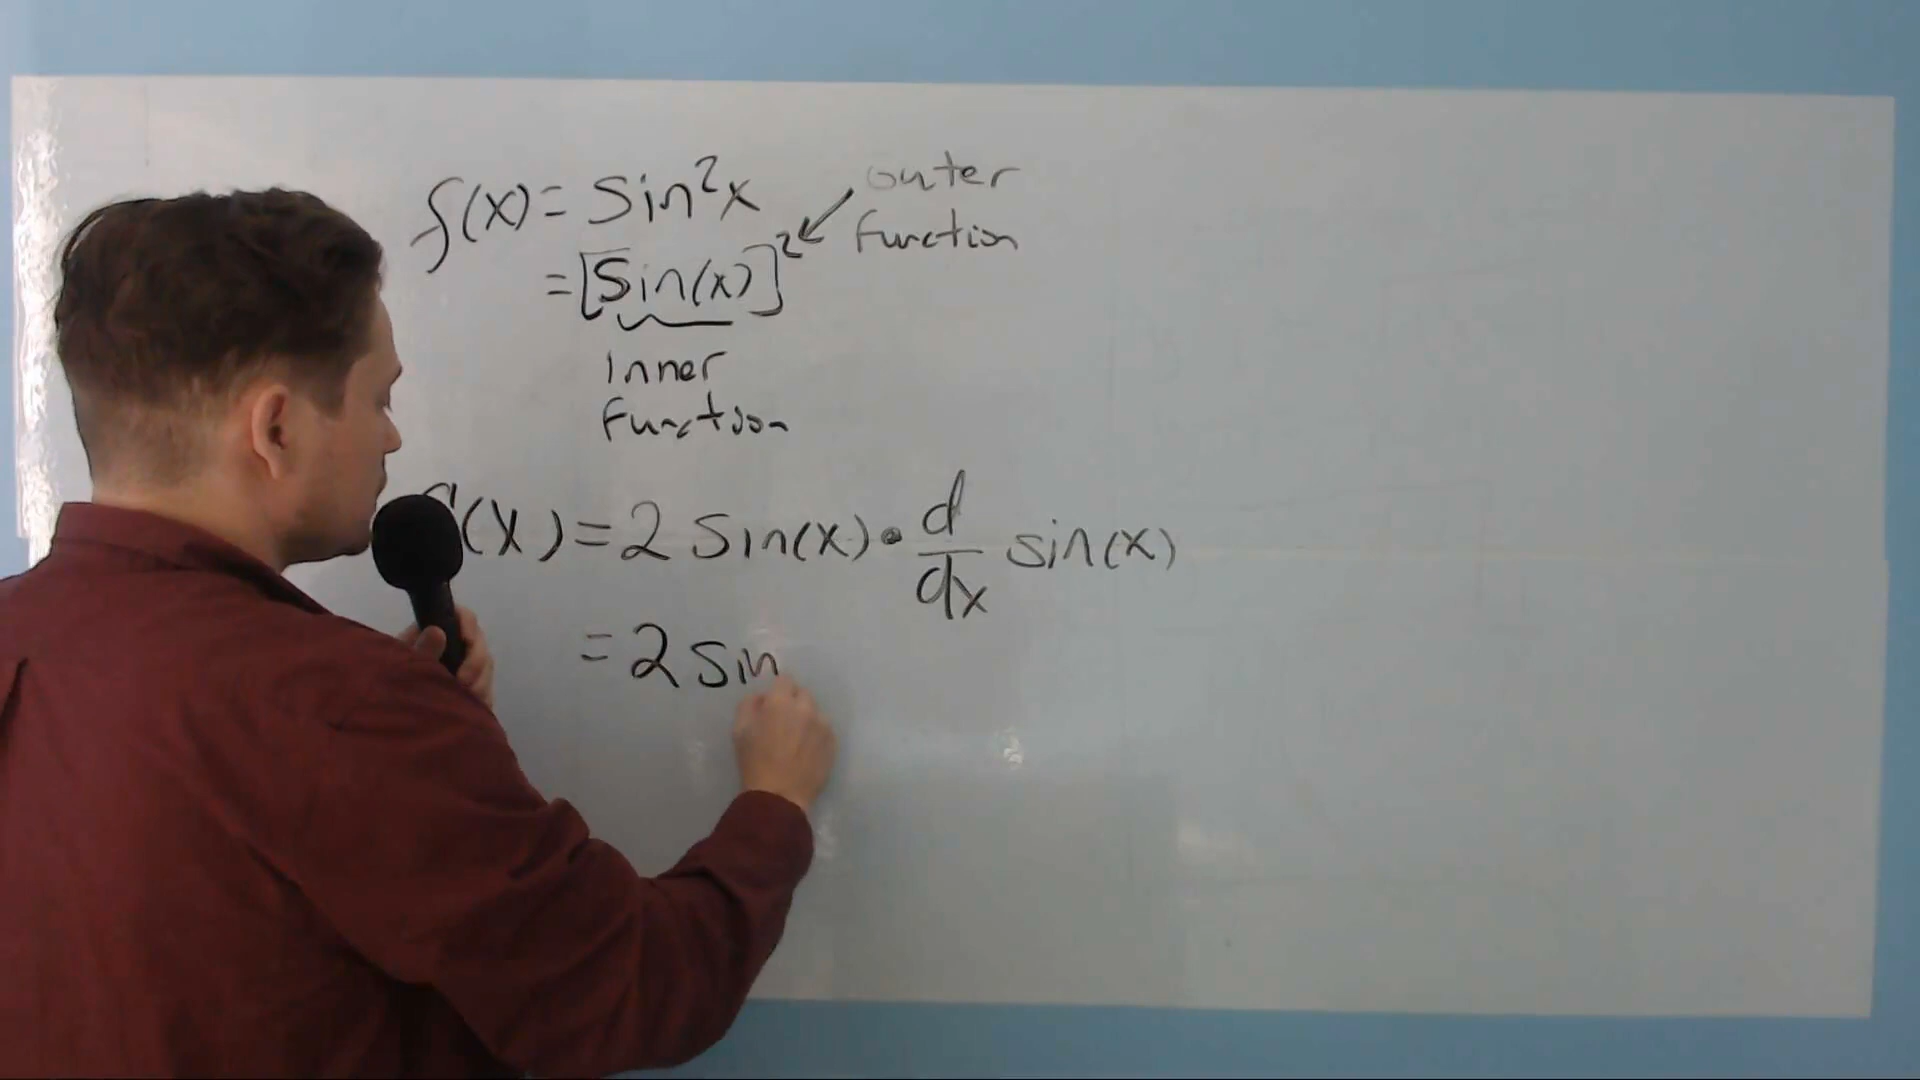 f(x) = sin²x
outer
function
= [sin(x)]²
inner
function
f'(x) = 2 sin(x) • d/dx sin(x)
= 2 sin